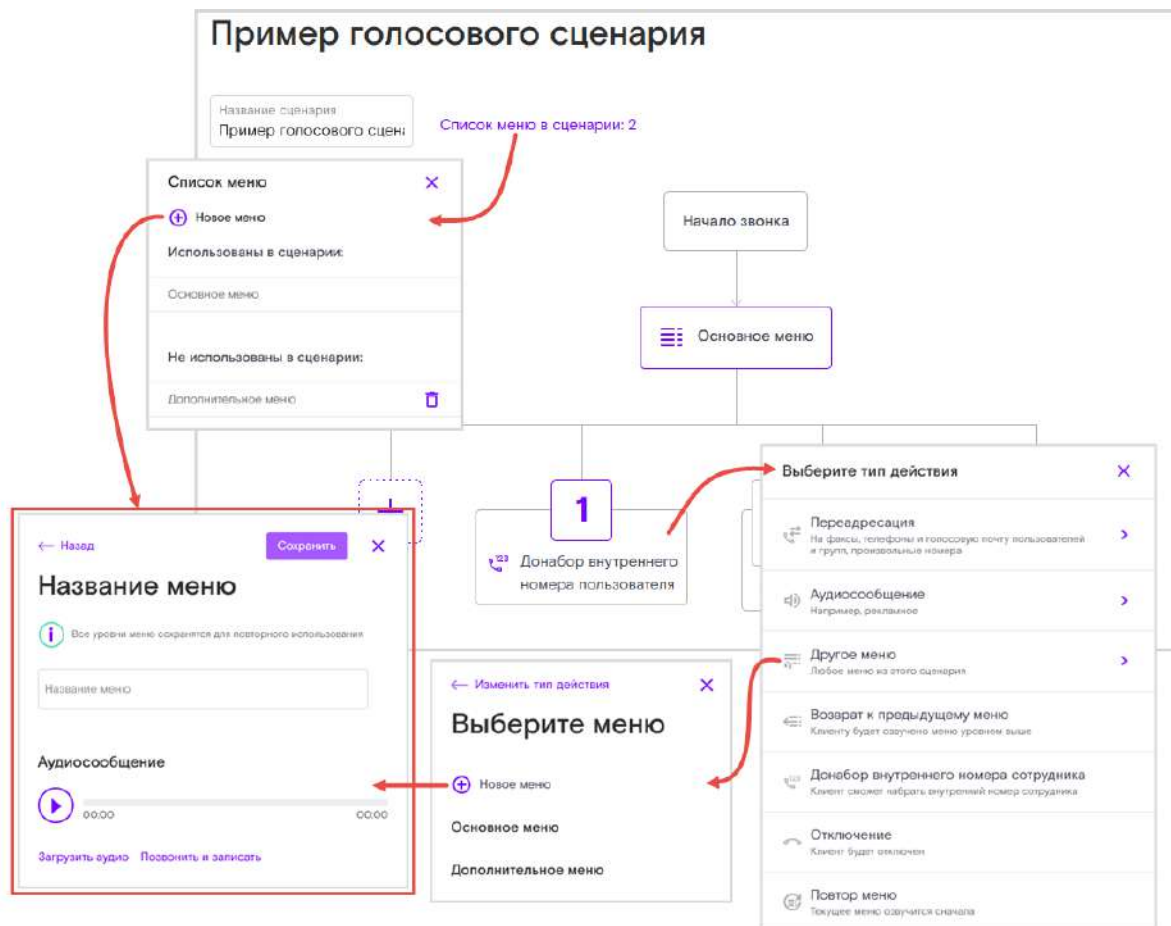 Пример голосового сценария
Название сценария
Пример голосового сцена
Список меню в сценарии: 2
Список меню
Новое меню
Использованы в сценарии:
Основное меню
Не использованы в сценарии:
Дополнительное меню
Начало звонка
Основное меню
1
Донабор внутреннего
номера пользователя
Выберите тип действия
Переадресация
На факсы, телефоны и голосовую почту пользователей
и групп, произвольные номера
Аудиосообщение
Например, рекламное
Другое меню
Любое меню из этого сценария
Возврат к предыдущему меню
Клиенту будет озвучено меню уровнем выше
Донабор внутреннего номера сотрудника
Клиент сможет набрать внутренний номер сотрудника
Отключение
Клиент будет отключен
Повтор меню
Текущее меню озвучится сначала
← Назад
Сохранить
Название меню
Все уровни меню сохранятся для повторного использования
Название меню
Аудиосообщение
00:00
00:00
Загрузить аудио Позвонить и записать
← Изменить тип действия
Выберите меню
Новое меню
Основное меню
Дополнительное меню